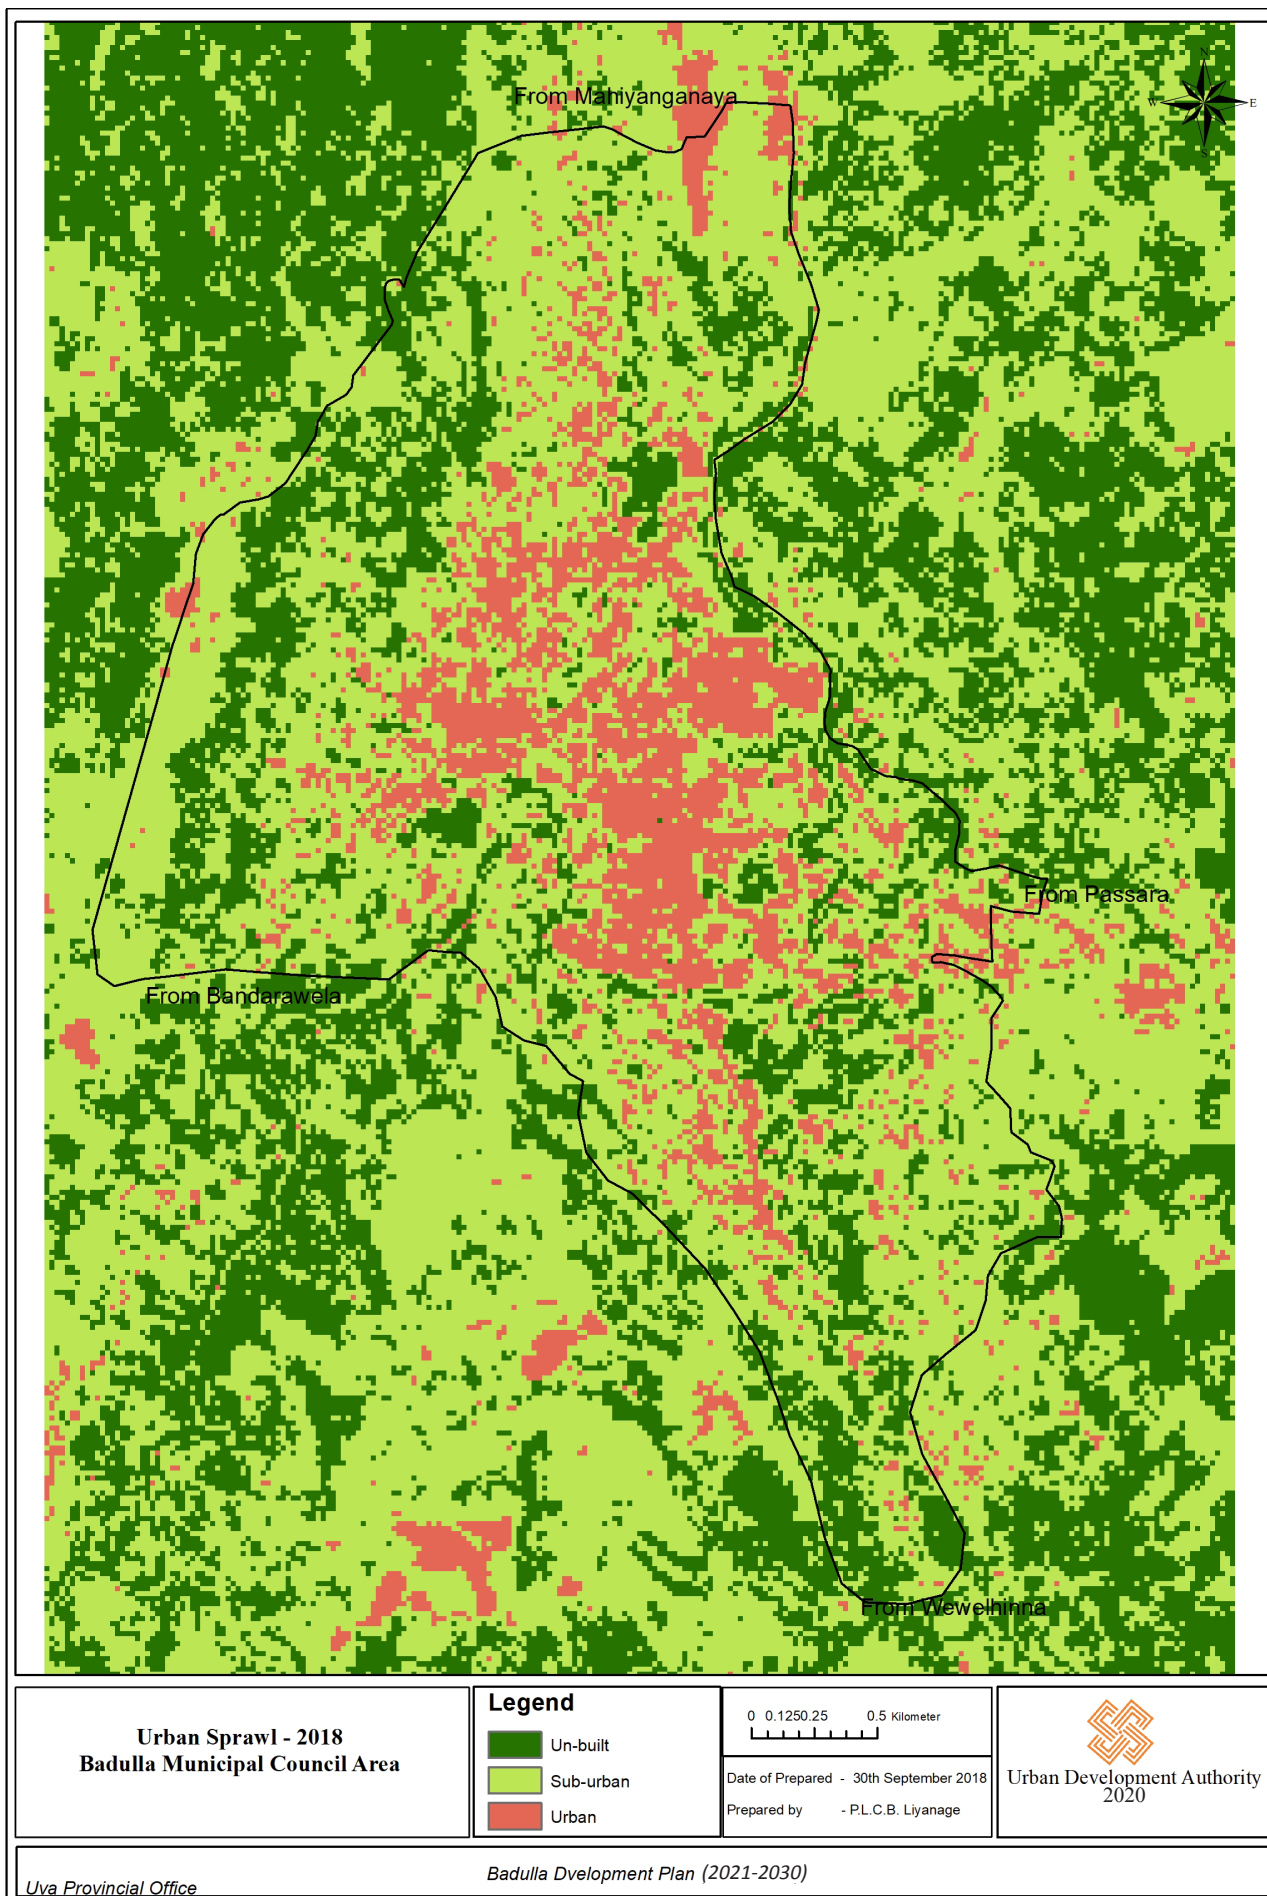 N
W
E
S
From Mahiyanganaya
From Passara
From Bandarawela
From Wewelhinna
Urban Sprawl - 2018
Badulla Municipal Council Area
Legend
Un-built
Sub-urban
Urban
0 0.1250.25 0.5 Kilometer
Date of Prepared - 30th September 2018
Prepared by - P.L.C.B. Liyanage
Urban Development Authority
2020
Badulla Dvelopment Plan (2021-2030)
Uva Provincial Office